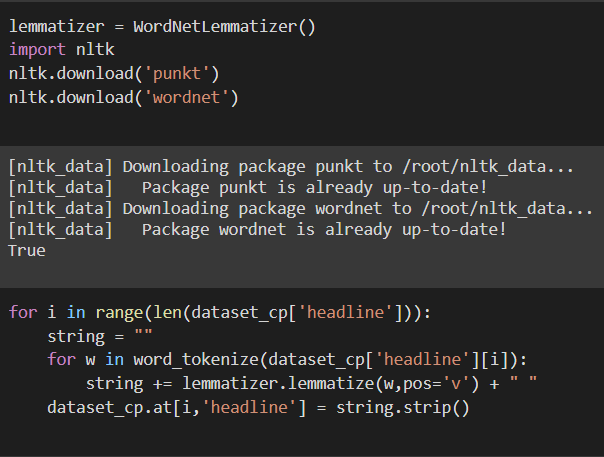 lemmatizer = WordNetLemmatizer()
import nltk
nltk.download('punkt')
nltk.download('wordnet')
[nltk_data] Downloading package punkt to /root/nltk_data...
[nltk_data]   Package punkt is already up-to-date!
[nltk_data] Downloading package wordnet to /root/nltk_data...
[nltk_data]   Package wordnet is already up-to-date!
True
for i in range(len(dataset_cp['headline'])):
    string = ""
    for w in word_tokenize(dataset_cp['headline'][i]):
        string += lemmatizer.lemmatize(w,pos='v') + " "
    dataset_cp.at[i,'headline'] = string.strip()